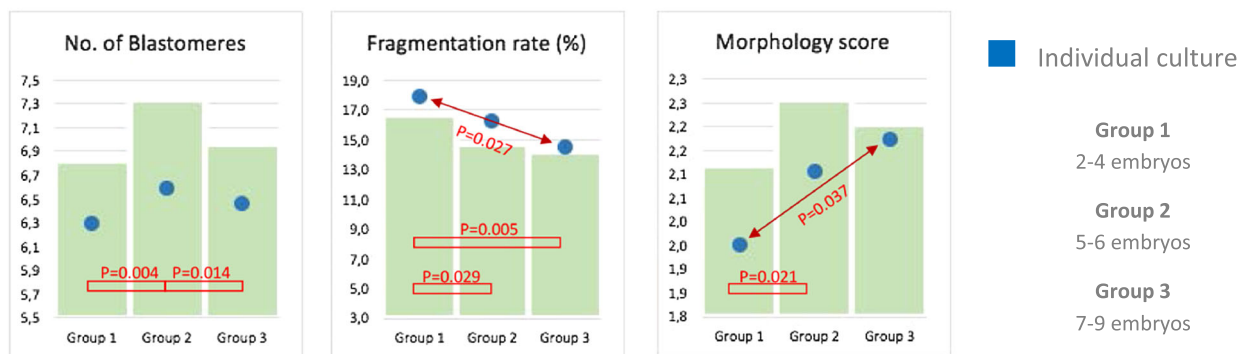 No. of Blastomeres
7,5
7,3
7,1
6,9
6,7
6,5
6,3
6,1
5,9
5,7
5,5
P=0.004
P=0.014
Group 1 Group 2 Group 3
Fragmentation rate (%)
19,0
17,0
15,0
13,0
11,0
9,0
7,0
5,0
3,0
P=0.027
P=0.005
P=0.029
Group 1 Group 2 Group 3
Morphology score
2,3
2,3
2,2
2,2
2,1
2,1
2,0
2,0
1,9
1,9
1,8
P=0.037
P=0.021
Group 1 Group 2 Group 3
Individual culture
Group 1
2-4 embryos
Group 2
5-6 embryos
Group 3
7-9 embryos